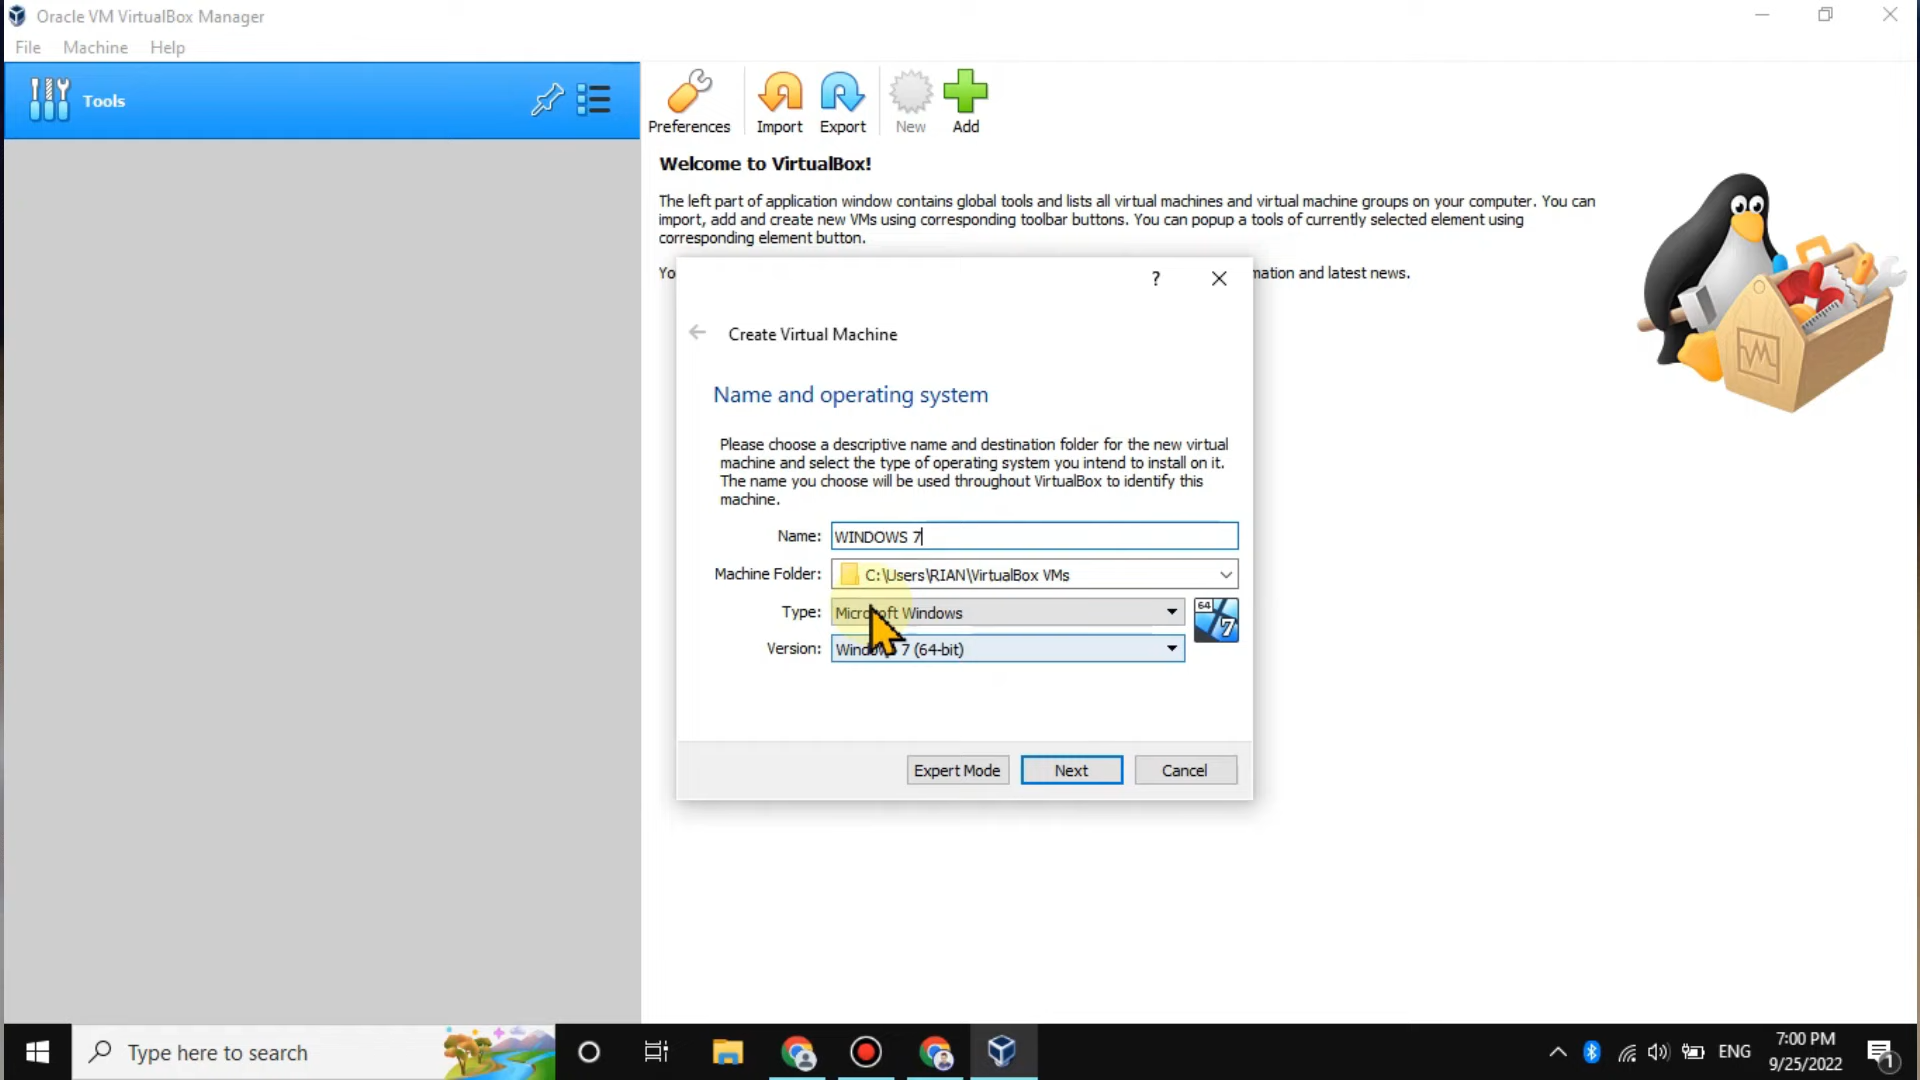 Oracle VM VirtualBox Manager
File Machine Help
Tools
Preferences Import Export New Add
Welcome to VirtualBox!
The left part of application window contains global tools and lists all virtual machines and virtual machine groups on your computer. You can
import, add and create new VMs using corresponding toolbar buttons. You can popup a tools of currently selected element using
corresponding element button.
Yo
mation and latest news.
?
Create Virtual Machine
Name and operating system
Please choose a descriptive name and destination folder for the new virtual
machine and select the type of operating system you intend to install on it.
The name you choose will be used throughout VirtualBox to identify this
machine.
Name: WINDOWS 7
Machine Folder: C:\Users\RIAN\VirtualBox VMs
Type: Microsoft Windows
64
7
Version: Windows 7 (64-bit)
Expert Mode Next Cancel
Type here to search
ENG
7:00 PM
9/25/2022
1